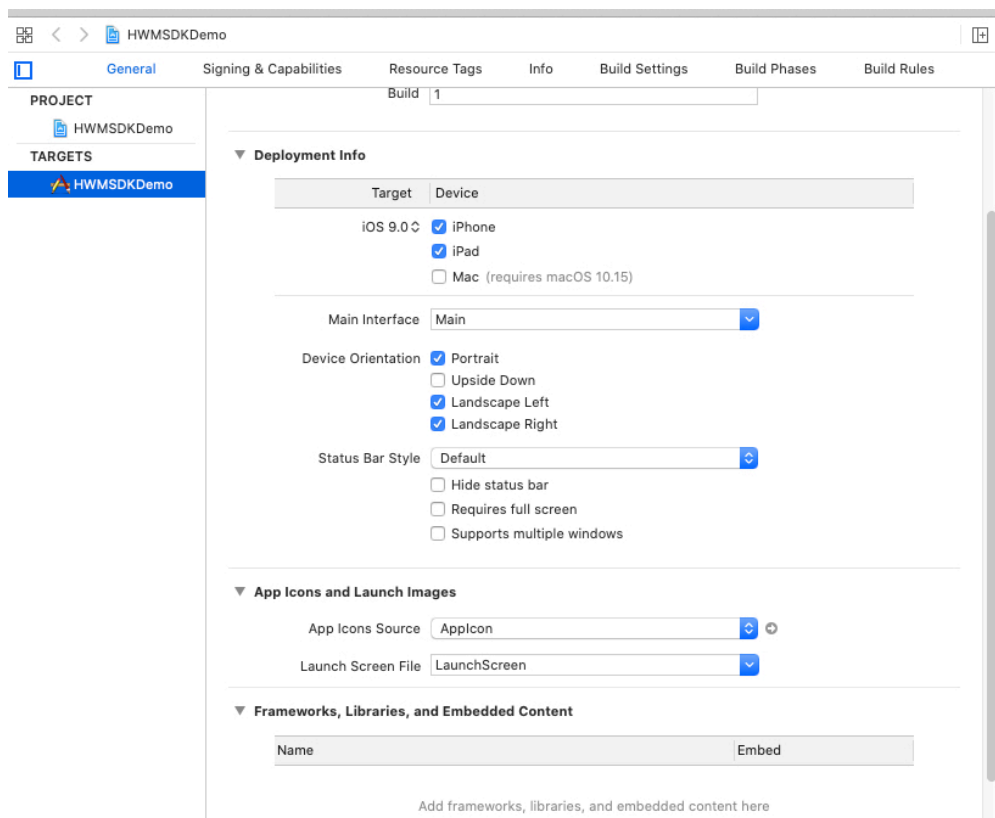 HWMSDKDemo
General Signing & Capabilities Resource Tags Info Build Settings Build Phases Build Rules
PROJECT
HWMSDKDemo
TARGETS
HWMSDKDemo
Build 1
Deployment Info
Target Device
iOS 9.0 iPhone
iPad
Mac (requires macOS 10.15)
Main Interface Main
Device Orientation Portrait
Upside Down
Landscape Left
Landscape Right
Status Bar Style Default
Hide status bar
Requires full screen
Supports multiple windows
App Icons and Launch Images
App Icons Source AppIcon
Launch Screen File LaunchScreen
Frameworks, Libraries, and Embedded Content
Name Embed
Add frameworks, libraries, and embedded content here